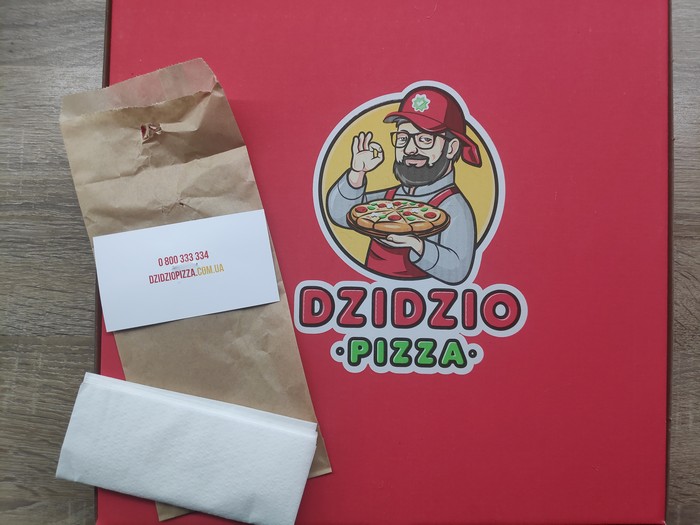 0 800 333 334
DZIDZIOPIZZA.COM.UA
DZIDZIO
·PIZZA·